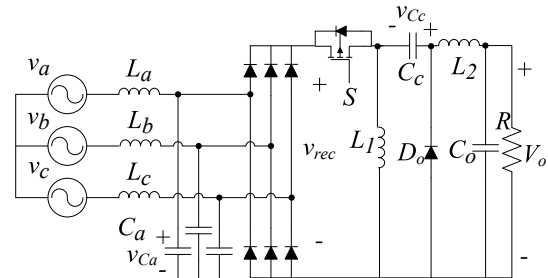 v_a
L_a
v_b
L_b
v_c
L_c
C_a
+
v_Ca
-
+
v_rec
-
S
L_1
- v_Cc +
C_c
D_o
L_2
C_o
R
+
V_o
-